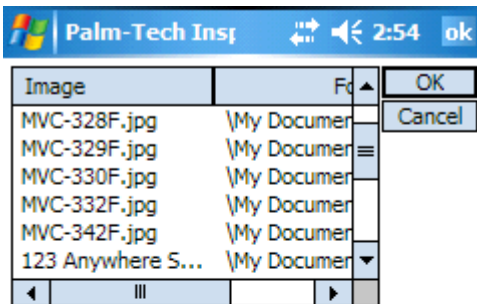 Palm-Tech Insp 2:54 ok
Image Fo OK
Cancel
MVC-328F.jpg \My Documen
MVC-329F.jpg \My Documen
MVC-330F.jpg \My Documen
MVC-332F.jpg \My Documen
MVC-342F.jpg \My Documen
123 Anywhere S... \My Documen